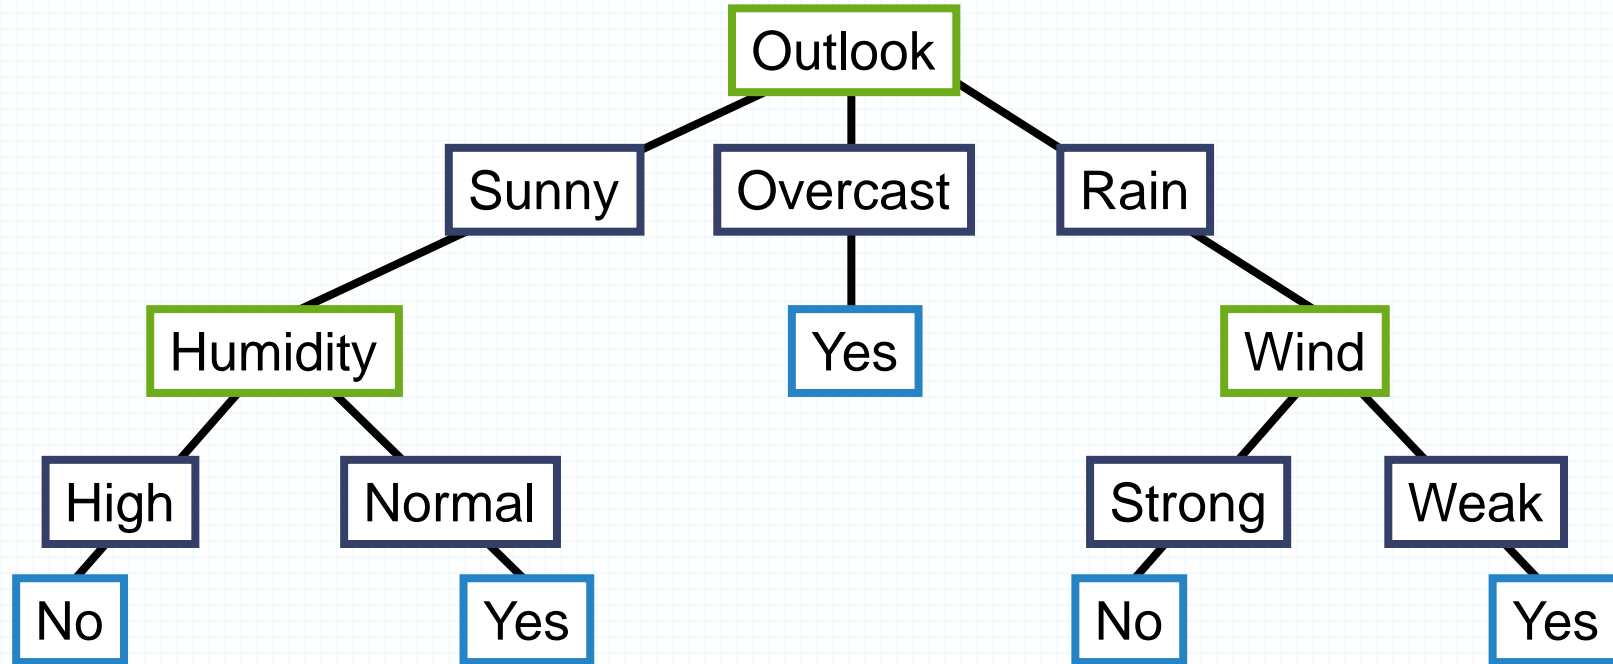 Outlook
Sunny
Overcast
Rain
Humidity
Yes
Wind
High
Normal
Strong
Weak
No
Yes
No
Yes